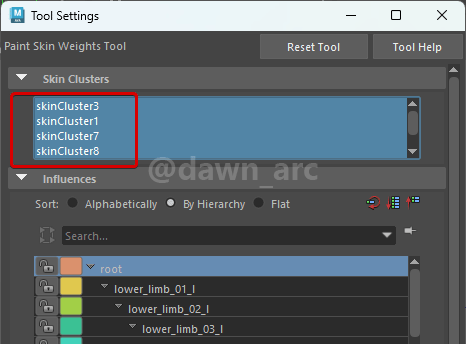 Tool Settings
Paint Skin Weights Tool
Reset Tool
Tool Help
Skin Clusters
skinCluster3
skinCluster1
skinCluster7
skinCluster8
@dawn_arc
Influences
Sort: Alphabetically By Hierarchy Flat
Search...
root
lower_limb_01_l
lower_limb_02_l
lower_limb_03_l